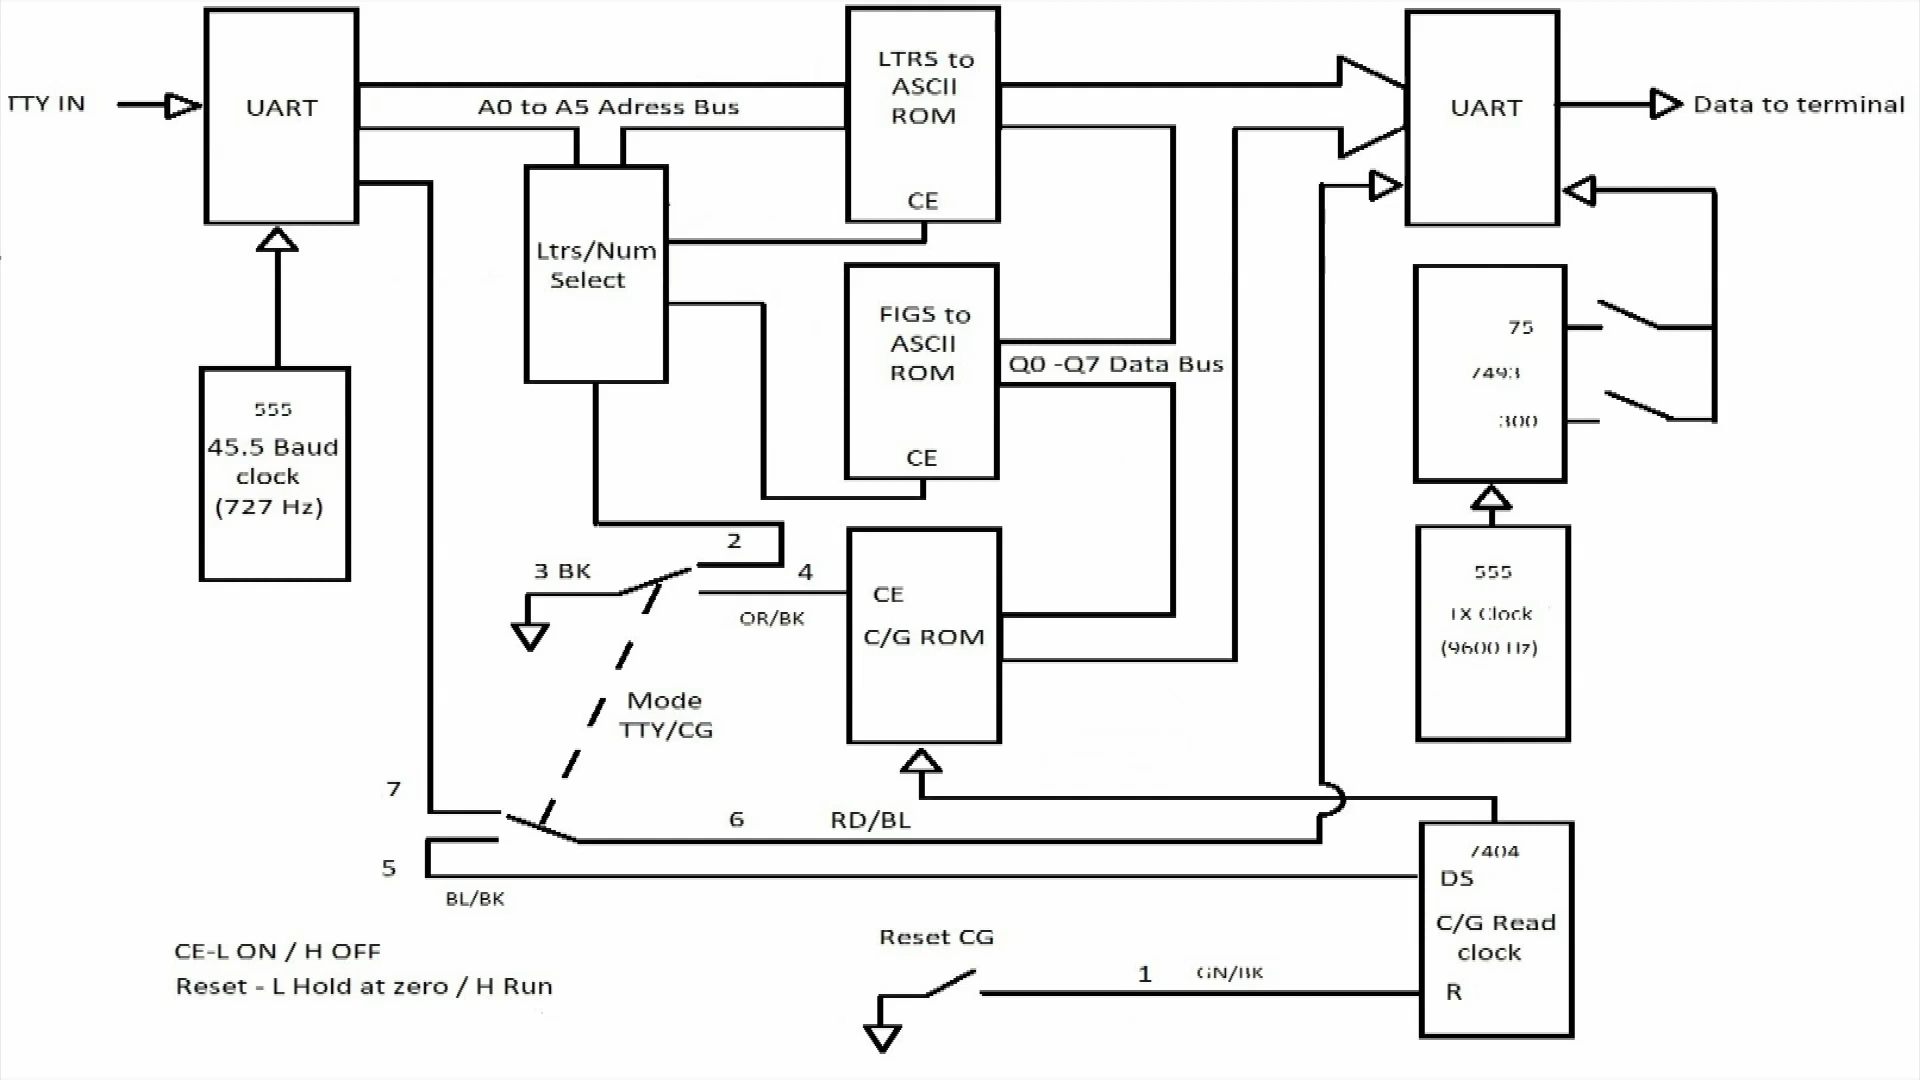 TTY IN
UART
A0 to A5 Adress Bus
LTRS to
ASCII
ROM
CE
UART
Data to terminal
Ltrs/Num
Select
FIGS to
ASCII
ROM
CE
Q0 -Q7 Data Bus
75
7493
300
555
45.5 Baud
clock
(727 Hz)
2
3 BK
4
OR/BK
CE
C/G ROM
555
TX Clock
(9600 Hz)
Mode
TTY/CG
7
6
RD/BL
5
BL/BK
7404
DS
C/G Read
clock
R
Reset CG
1
GN/BK
CE-L ON / H OFF
Reset - L Hold at zero / H Run